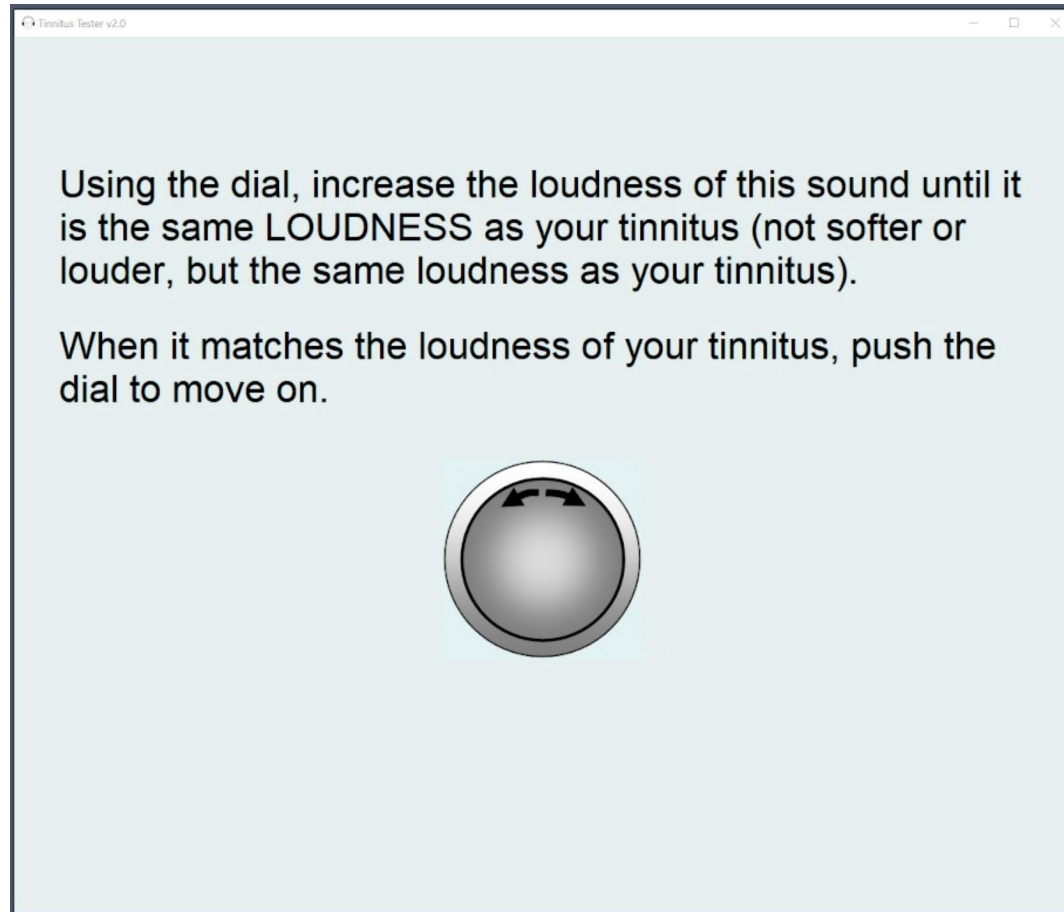 Tinnitus Tester v2.0
Using the dial, increase the loudness of this sound until it
is the same LOUDNESS as your tinnitus (not softer or
louder, but the same loudness as your tinnitus).
When it matches the loudness of your tinnitus, push the
dial to move on.